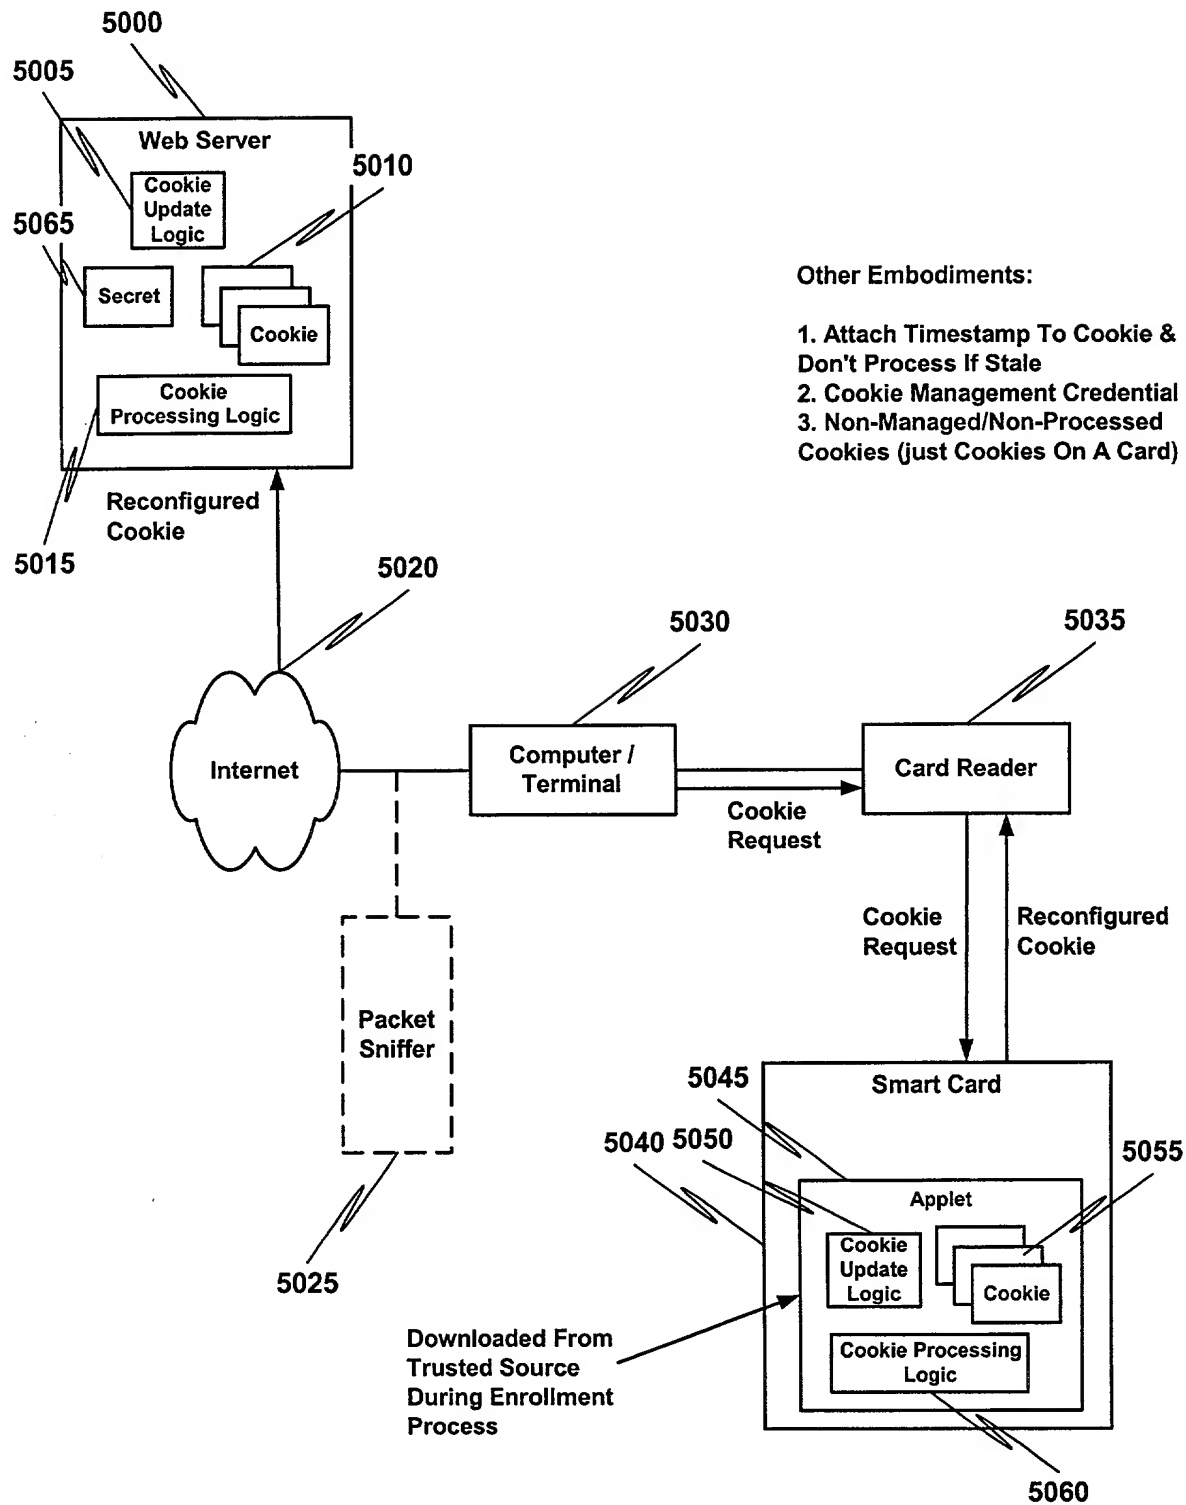 5000
5005
Web Server
5010
Cookie
Update
Logic
5065
Secret
Cookie
Cookie
Processing Logic
Other Embodiments:
1. Attach Timestamp To Cookie &
Don't Process If Stale
2. Cookie Management Credential
3. Non-Managed/Non-Processed
Cookies (just Cookies On A Card)
Reconfigured
Cookie
5015
5020
5030
5035
Internet
Computer /
Terminal
Card Reader
Cookie
Request
Cookie
Request
Reconfigured
Cookie
Packet
Sniffer
5025
Smart Card
5045
5040
5050
5055
Applet
Cookie
Update
Logic
Cookie
Cookie Processing
Logic
Downloaded From
Trusted Source
During Enrollment
Process
5060